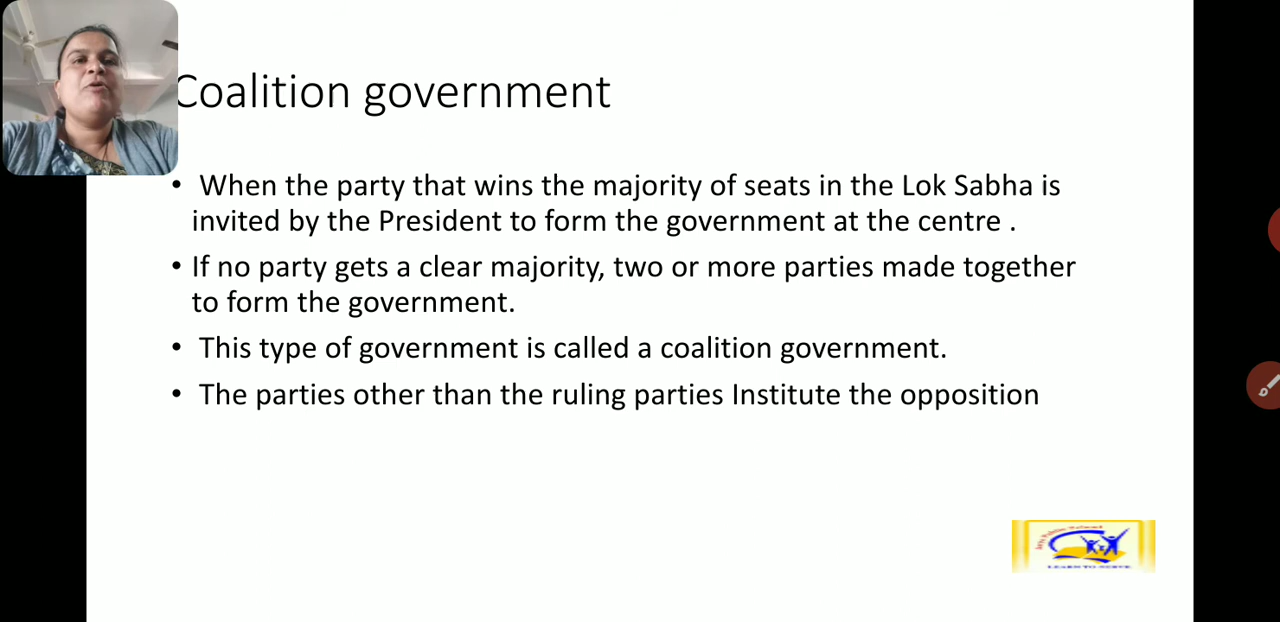 Coalition government
• When the party that wins the majority of seats in the Lok Sabha is
invited by the President to form the government at the centre .
• If no party gets a clear majority, two or more parties made together
to form the government.
• This type of government is called a coalition government.
• The parties other than the ruling parties Institute the opposition
LEARN TO SERVE